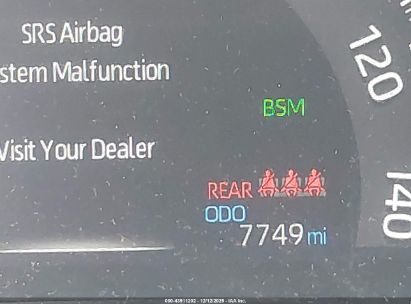 SRS Airbag
stem Malfunction
Visit Your Dealer
BSM
REAR
ODO
7749 mi
120
140